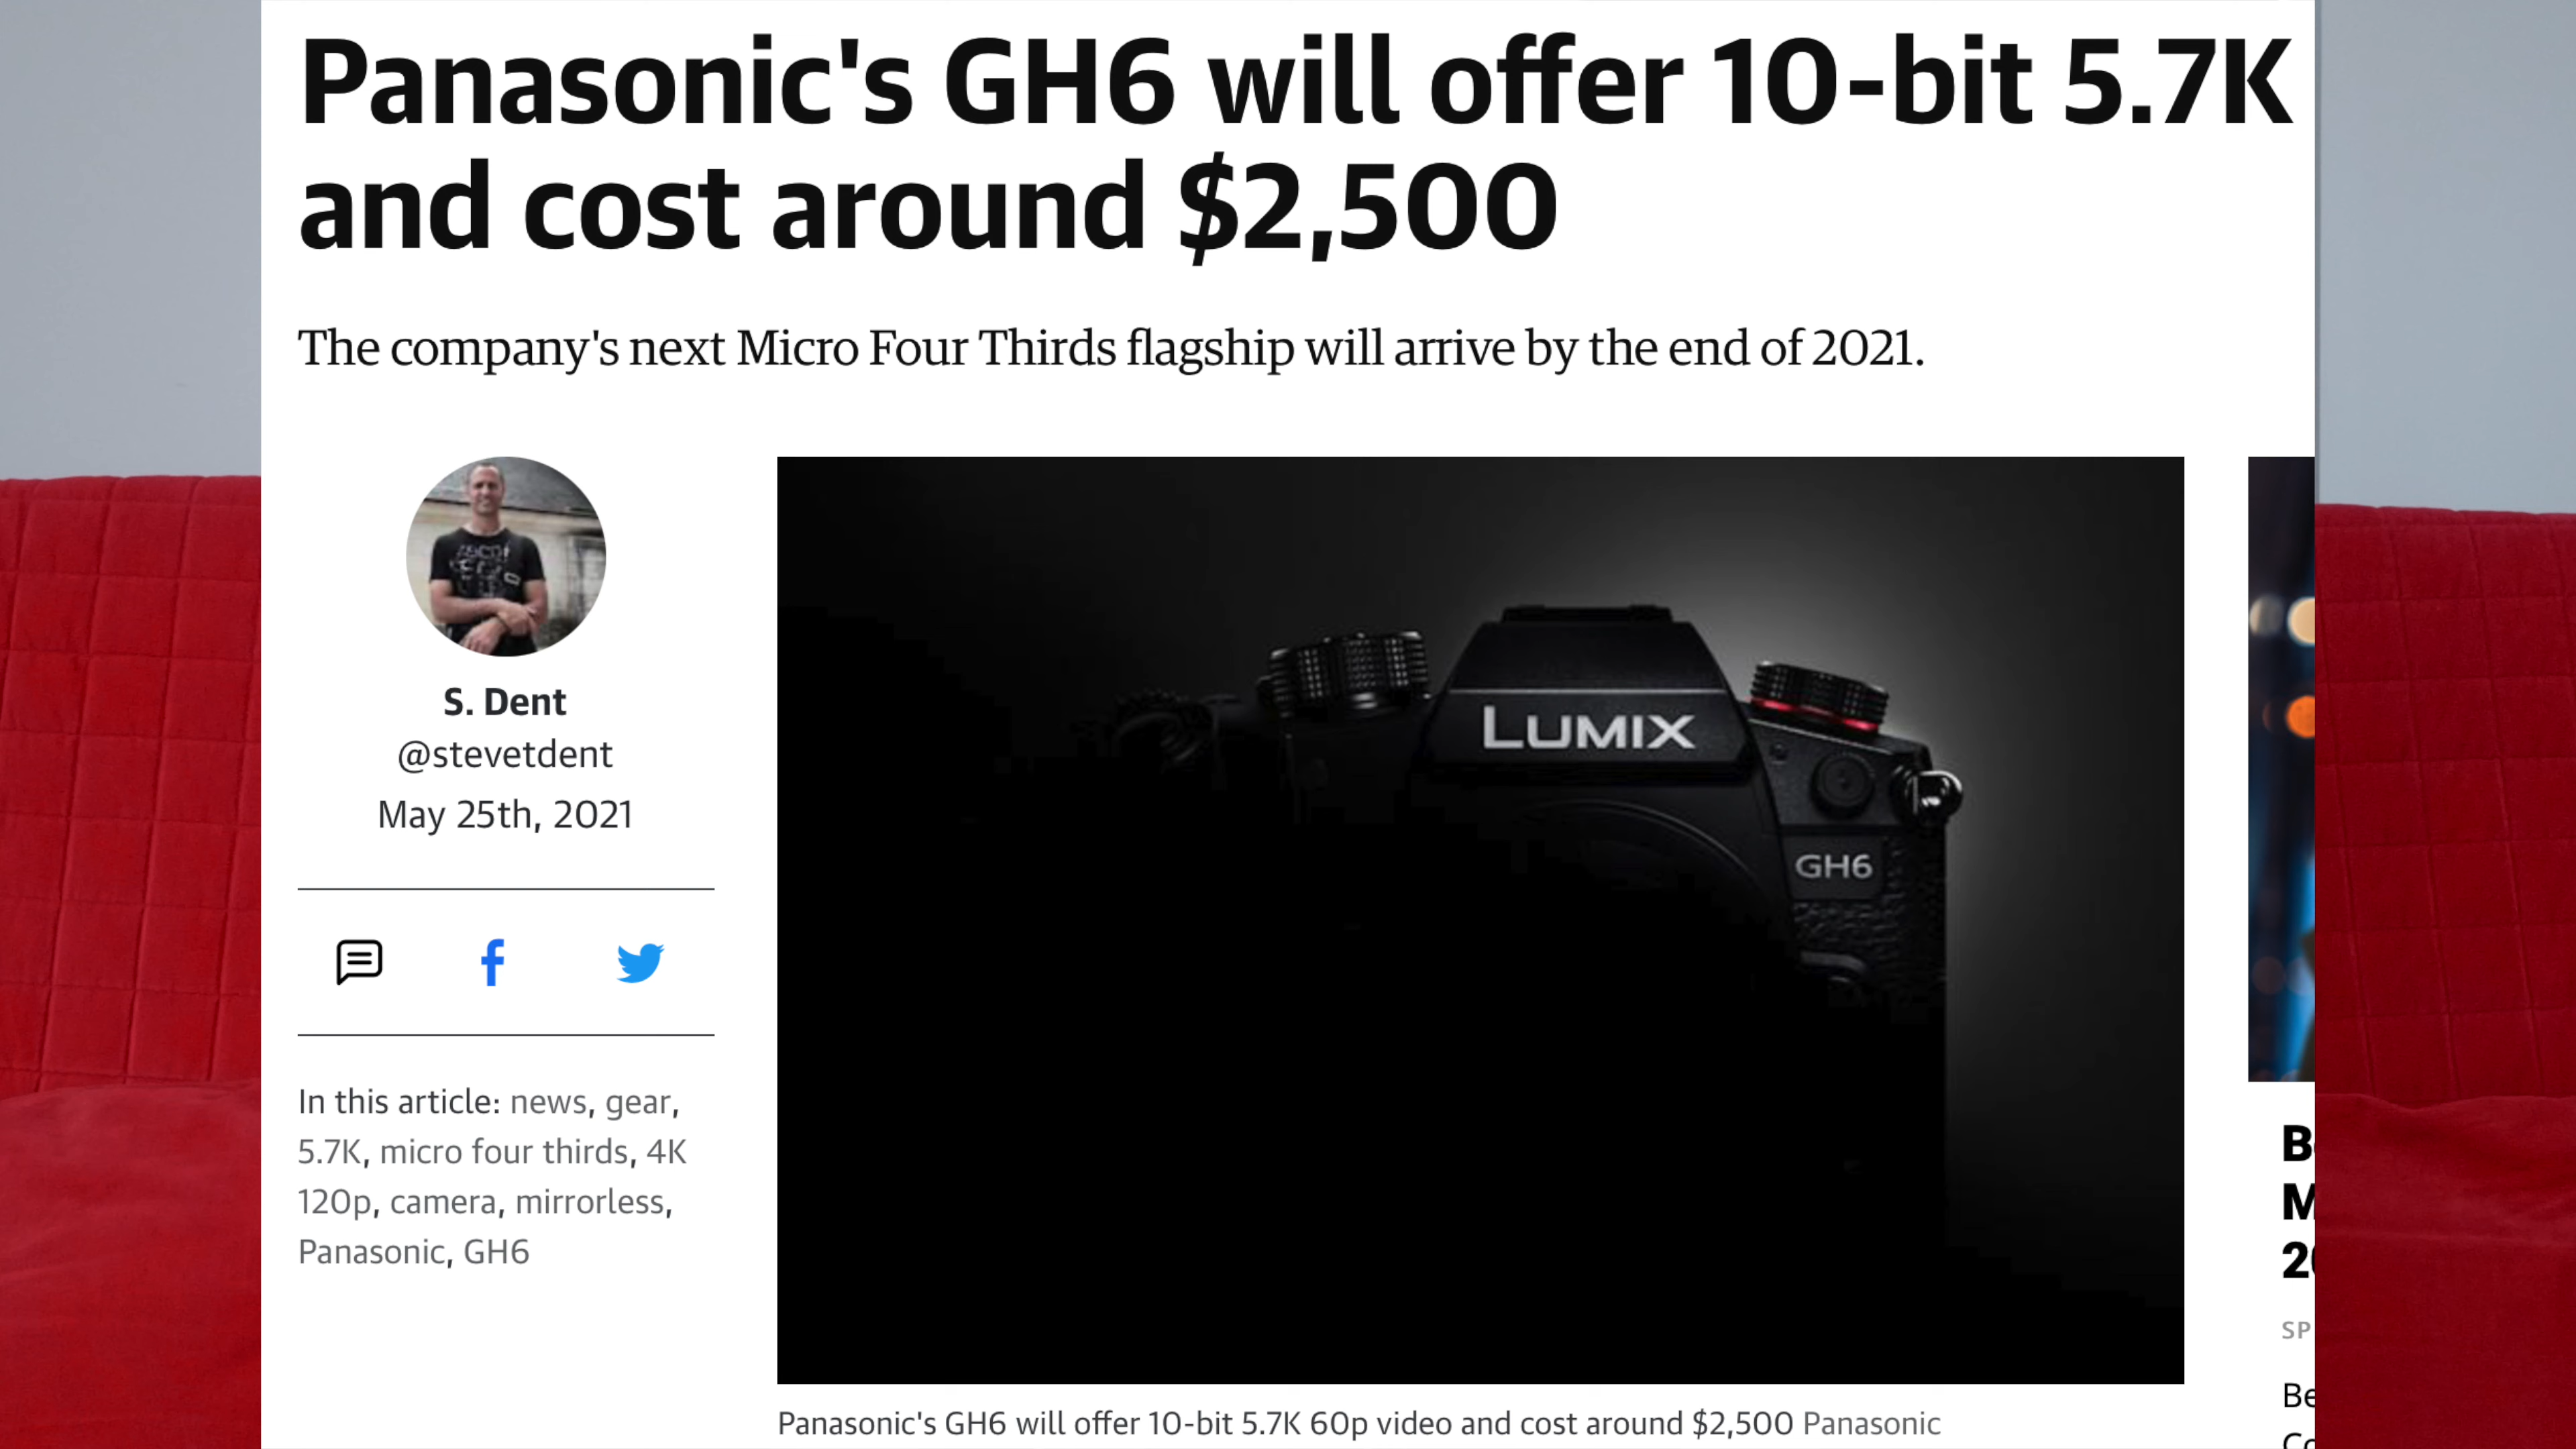 Panasonic's GH6 will offer 10-bit 5.7K
and cost around $2,500
The company's next Micro Four Thirds flagship will arrive by the end of 2021.
S. Dent
@stevetdent
May 25th, 2021
In this article: news, gear,
5.7K, micro four thirds, 4K
120p, camera, mirrorless,
Panasonic, GH6
LUMIX
GH6
Panasonic's GH6 will offer 10-bit 5.7K 60p video and cost around $2,500 Panasonic